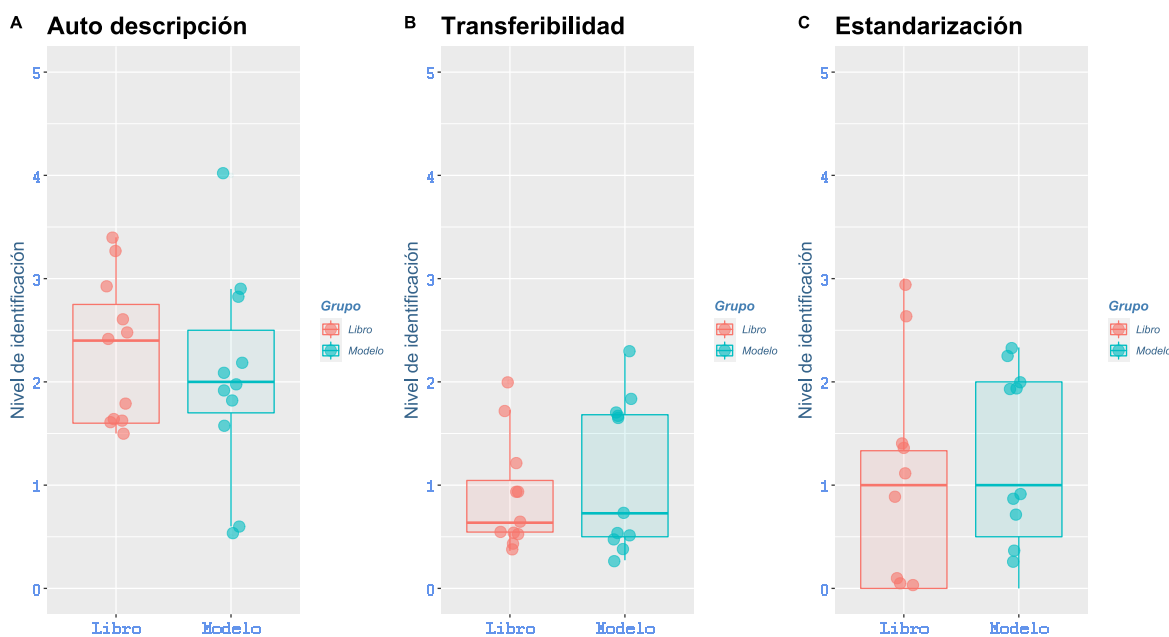 A Auto descripción
Nivel de identificación
5
4
3
2
1
0
Libro Modelo
Grupo
Libro
Modelo
B Transferibilidad
Nivel de identificación
5
4
3
2
1
0
Libro Modelo
Grupo
Libro
Modelo
C Estandarización
Nivel de identificación
5
4
3
2
1
0
Libro Modelo
Grupo
Libro
Modelo